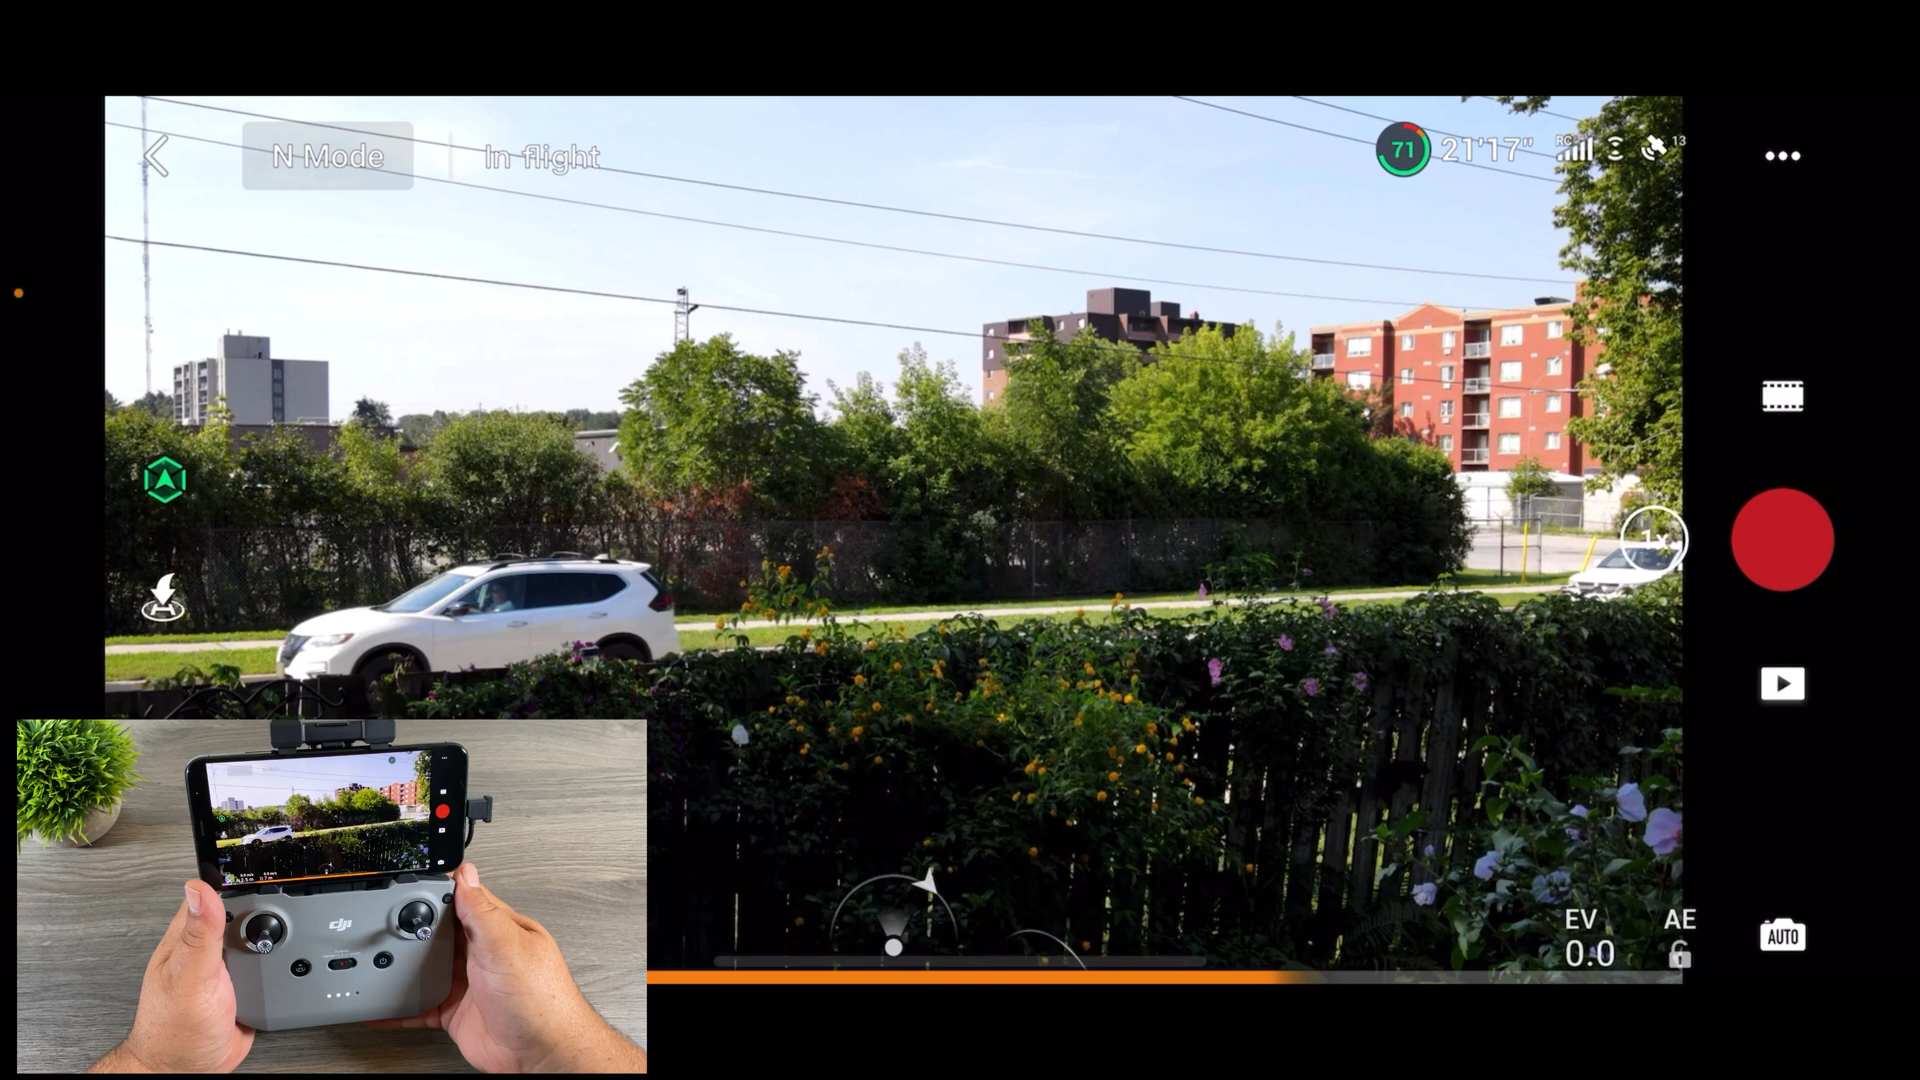 N Mode
In flight
71
21'17"
RC
13
1x
EV
0.0
AE
AUTO
dji